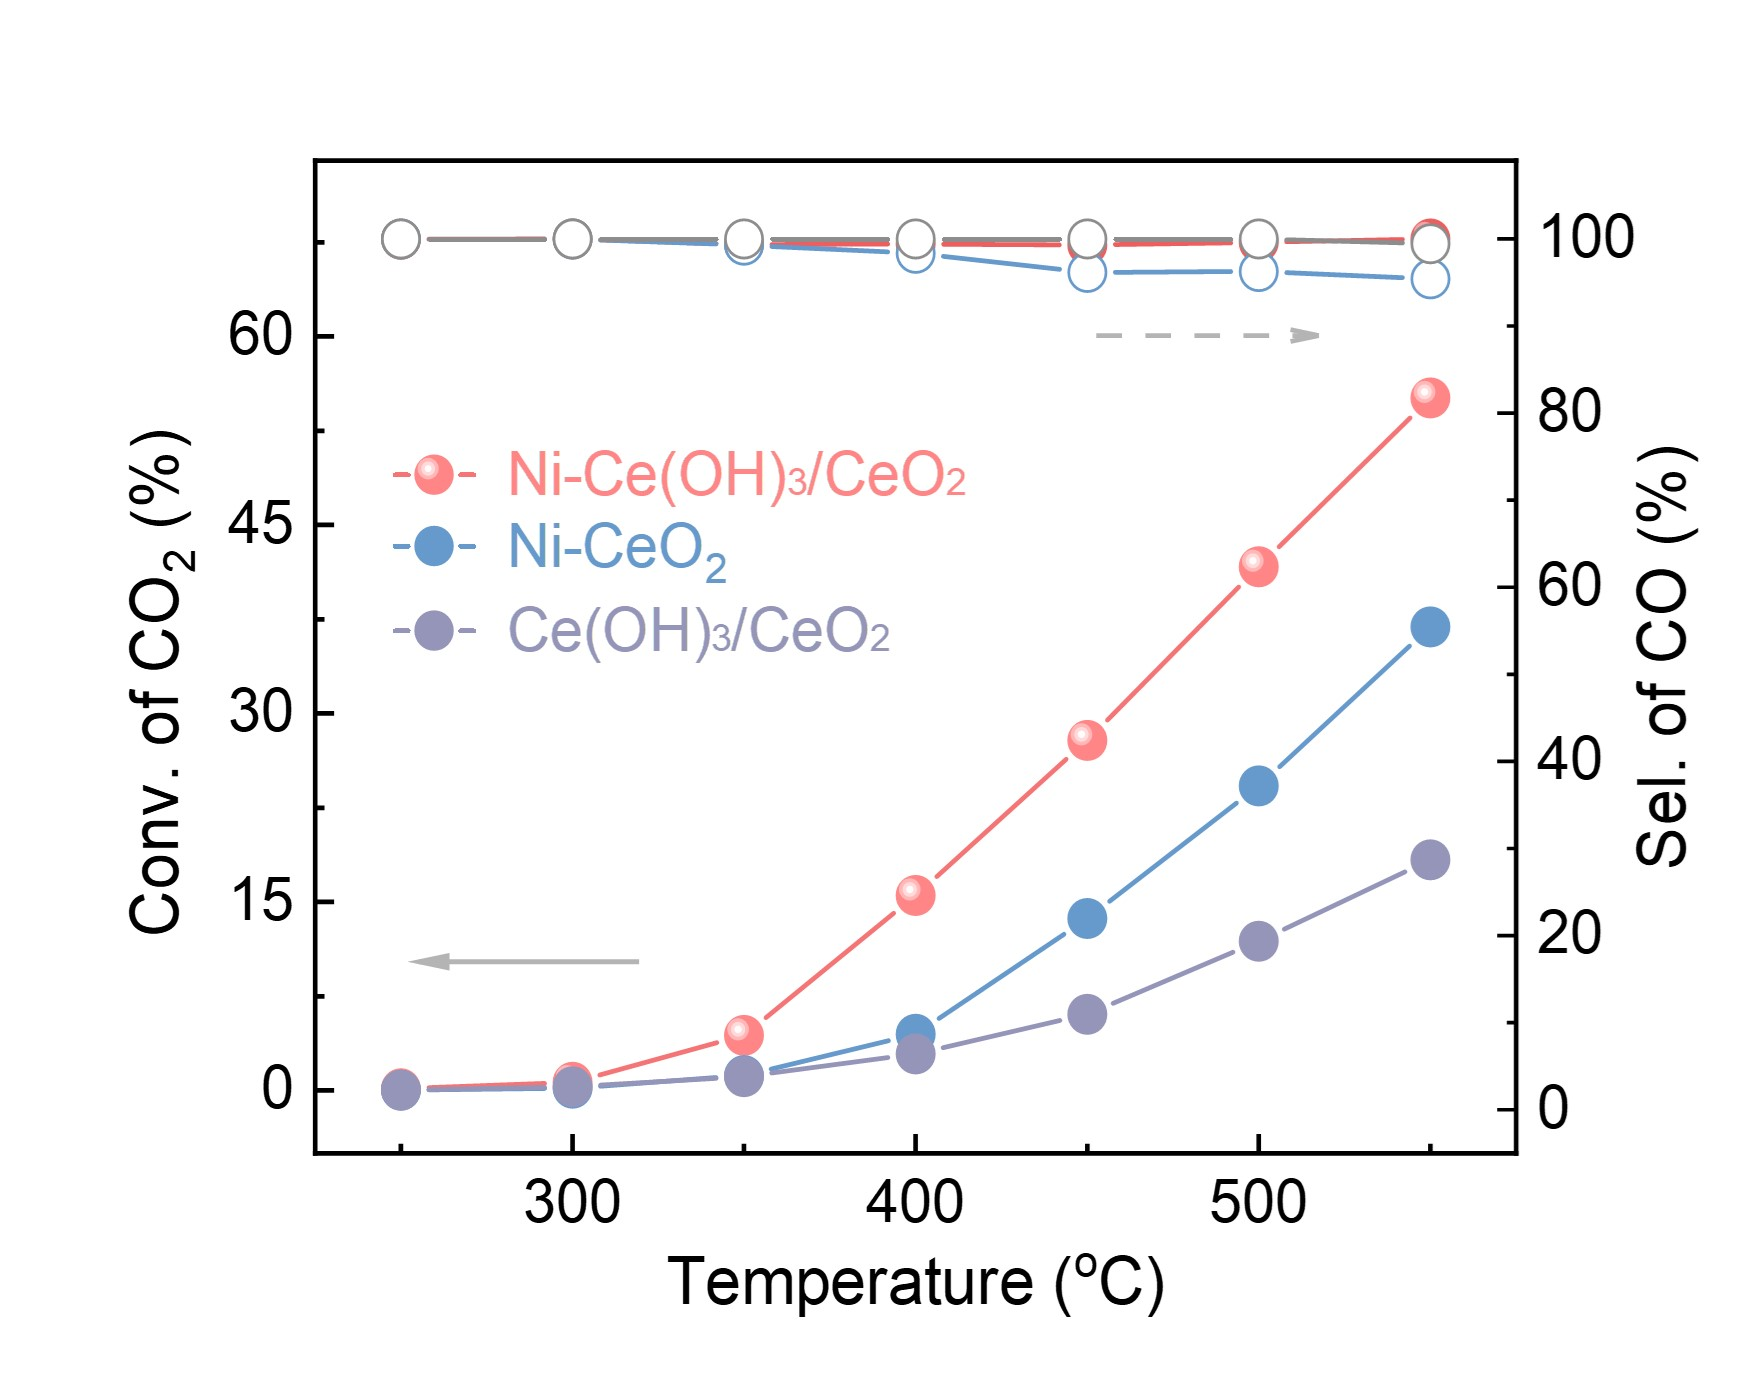 100
60
80
Ni-Ce(OH)₃/CeO₂
45
Ni-CeO₂
60
Ce(OH)₃/CeO₂
30
40
15
20
0
0
300 400 500
Temperature (°C)
Conv. of CO₂ (%)
Sel. of CO (%)